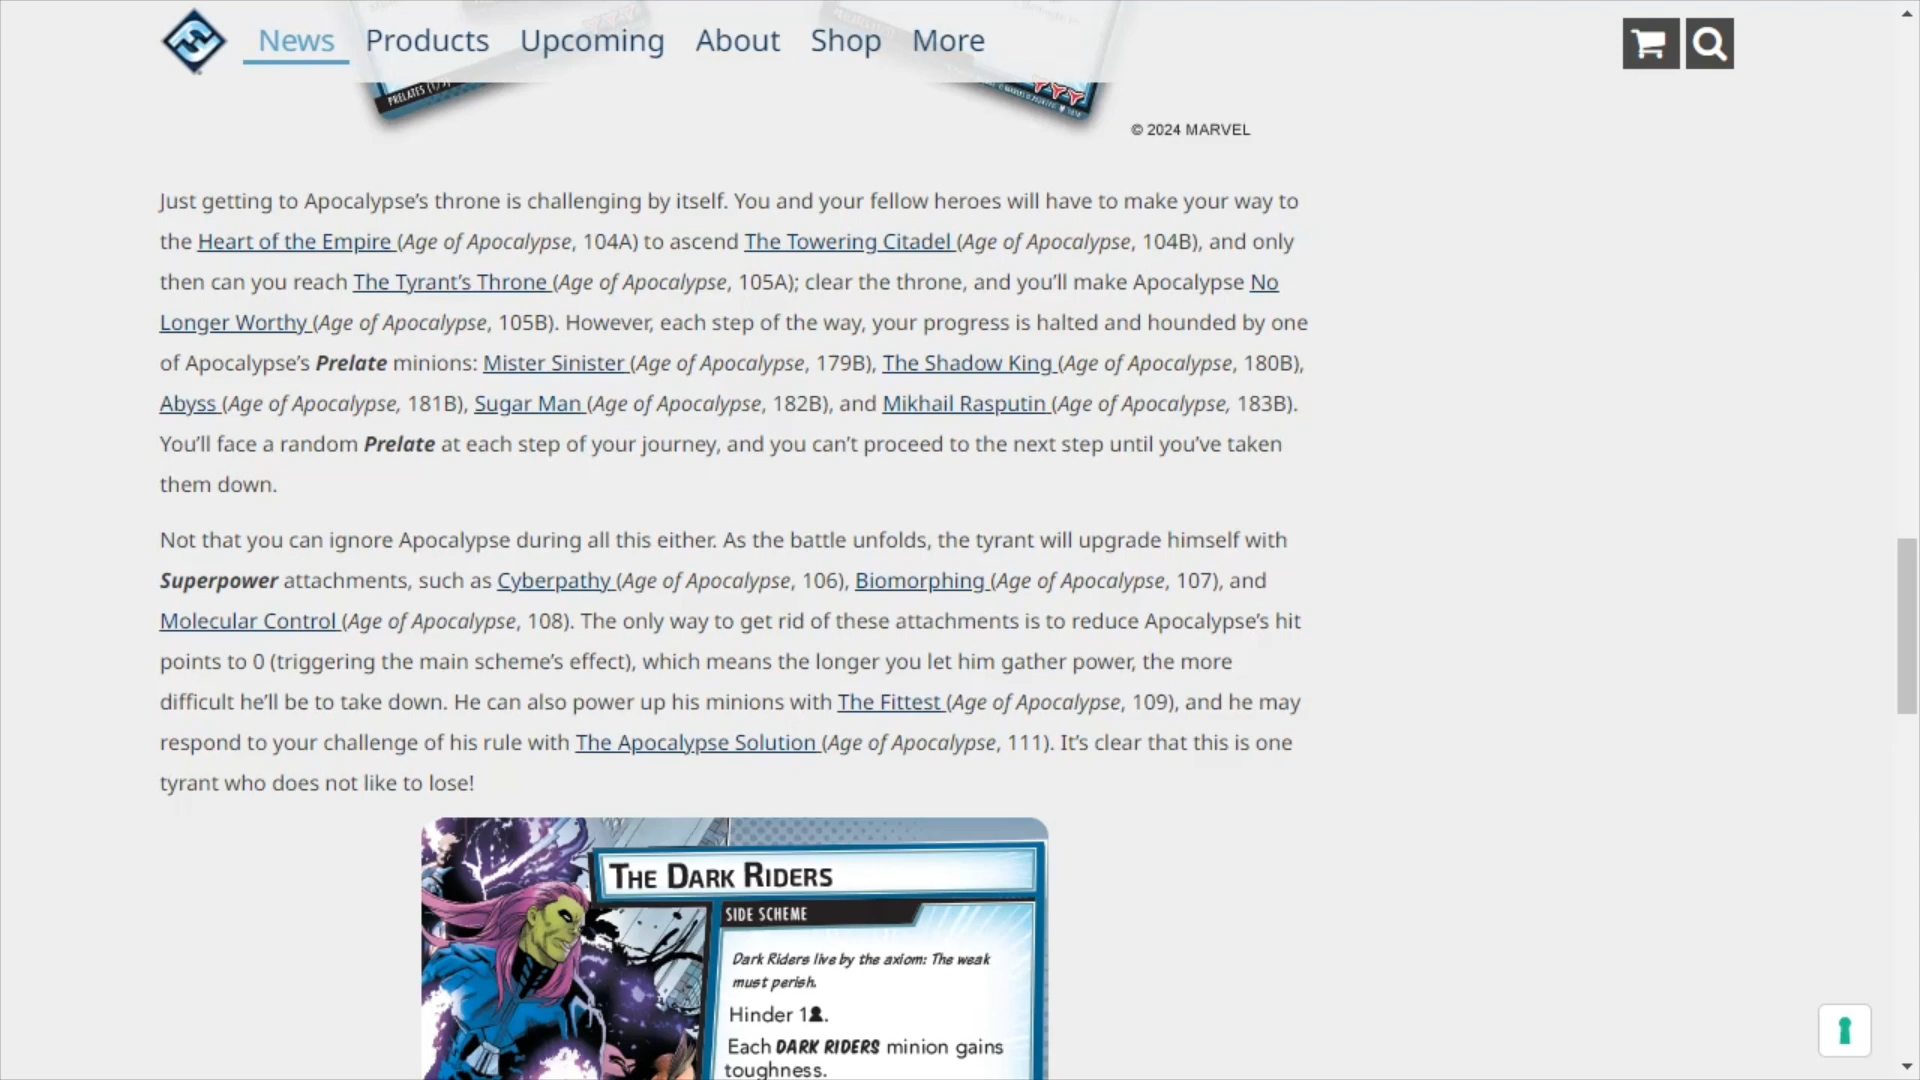 News Products Upcoming About Shop More
PRELATES (1/5)
© 2024 MARVEL
Just getting to Apocalypse’s throne is challenging by itself. You and your fellow heroes will have to make your way to
the Heart of the Empire (Age of Apocalypse, 104A) to ascend The Towering Citadel (Age of Apocalypse, 104B), and only
then can you reach The Tyrant’s Throne (Age of Apocalypse, 105A); clear the throne, and you’ll make Apocalypse No
Longer Worthy (Age of Apocalypse, 105B). However, each step of the way, your progress is halted and hounded by one
of Apocalypse’s Prelate minions: Mister Sinister (Age of Apocalypse, 179B), The Shadow King (Age of Apocalypse, 180B),
Abyss (Age of Apocalypse, 181B), Sugar Man (Age of Apocalypse, 182B), and Mikhail Rasputin (Age of Apocalypse, 183B).
You’ll face a random Prelate at each step of your journey, and you can’t proceed to the next step until you’ve taken
them down.
Not that you can ignore Apocalypse during all this either. As the battle unfolds, the tyrant will upgrade himself with
Superpower attachments, such as Cyberpathy (Age of Apocalypse, 106), Biomorphing (Age of Apocalypse, 107), and
Molecular Control (Age of Apocalypse, 108). The only way to get rid of these attachments is to reduce Apocalypse’s hit
points to 0 (triggering the main scheme’s effect), which means the longer you let him gather power, the more
difficult he’ll be to take down. He can also power up his minions with The Fittest (Age of Apocalypse, 109), and he may
respond to your challenge of his rule with The Apocalypse Solution (Age of Apocalypse, 111). It’s clear that this is one
tyrant who does not like to lose!
THE DARK RIDERS
SIDE SCHEME
Dark Riders live by the axiom: The weak
must perish.
Hinder 1.
Each DARK RIDERS minion gains
toughness.